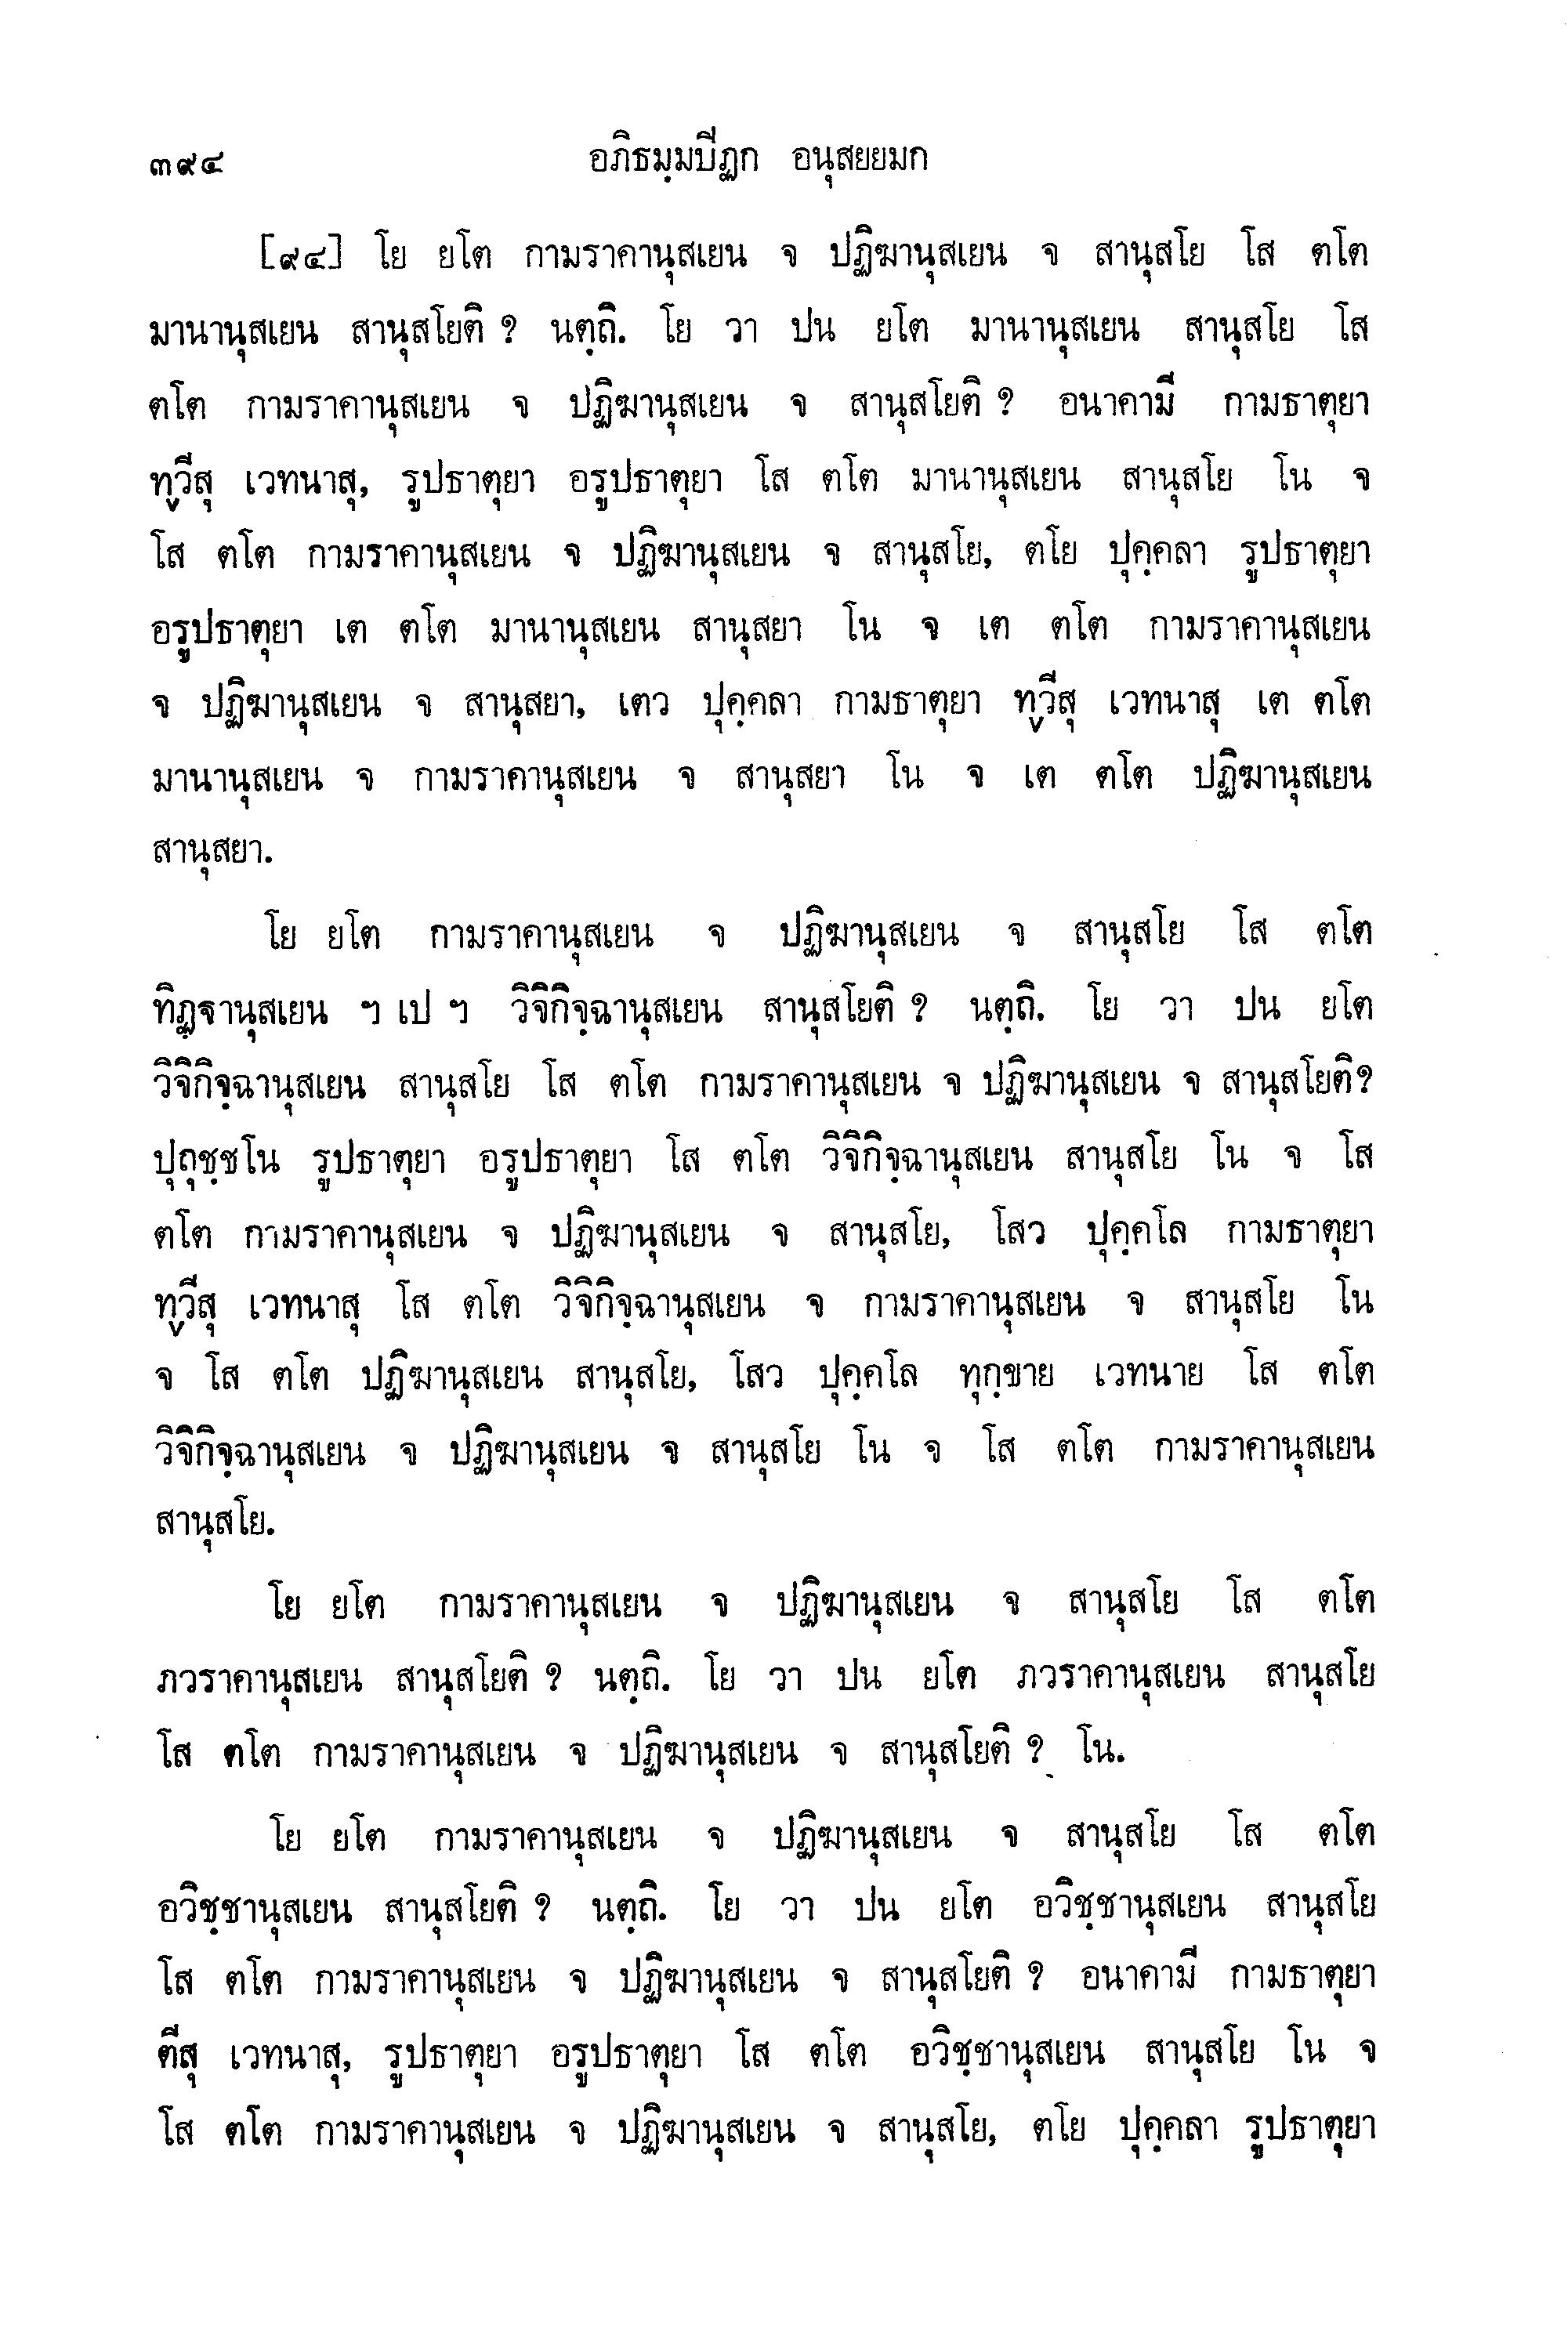 ๓๙๔ อภิธมฺมปีฏก อนุสยยมก
[๙๔] โย ยโต กามราคานุสเยน จ ปฏิฆานุสเยน จ สานุสโย โส ตโต
มานานุสเยน สานุสโยติ ? นตฺถิ. โย วา ปน ยโต มานานุสเยน สานุสโย โส
ตโต กามราคานุสเยน จ ปฏิฆานุสเยน จ สานุสโยติ ? อนาคามี กามธาตุยา
ทฺวีสุ เวทนาสุ, รูปธาตุยา อรูปธาตุยา โส ตโต มานานุสเยน สานุสโย โน จ
โส ตโต กามราคานุสเยน จ ปฏิฆานุสเยน จ สานุสโย, ตโย ปุคฺคลา รูปธาตุยา
อรูปธาตุยา เต ตโต มานานุสเยน สานุสยา โน จ เต ตโต กามราคานุสเยน
จ ปฏิฆานุสเยน จ สานุสยา, เตว ปุคฺคลา กามธาตุยา ทฺวีสุ เวทนาสุ เต ตโต
มานานุสเยน จ กามราคานุสเยน จ สานุสยา โน จ เต ตโต ปฏิฆานุสเยน
สานุสยา.
โย ยโต กามราคานุสเยน จ ปฏิฆานุสเยน จ สานุสโย โส ตโต
ทิฏฺฐานุสเยน ฯ เป ฯ วิจิกิจฺฉานุสเยน สานุสโยติ ? นตฺถิ. โย วา ปน ยโต
วิจิกิจฺฉานุสเยน สานุสโย โส ตโต กามราคานุสเยน จ ปฏิฆานุสเยน จ สานุสโยติ?
ปุถุชฺชโน รูปธาตุยา อรูปธาตุยา โส ตโต วิจิกิจฺฉานุสเยน สานุสโย โน จ โส
ตโต กามราคานุสเยน จ ปฏิฆานุสเยน จ สานุสโย, โสว ปุคฺคโล กามธาตุยา
ทฺวีสุ เวทนาสุ โส ตโต วิจิกิจฺฉานุสเยน จ กามราคานุสเยน จ สานุสโย โน
จ โส ตโต ปฏิฆานุสเยน สานุสโย, โสว ปุคฺคโล ทุกฺขาย เวทนาย โส ตโต
วิจิกิจฺฉานุสเยน จ ปฏิฆานุสเยน จ สานุสโย โน จ โส ตโต กามราคานุสเยน
สานุสโย.
โย ยโต กามราคานุสเยน จ ปฏิฆานุสเยน จ สานุสโย โส ตโต
ภวราคานุสเยน สานุสโยติ ? นตฺถิ. โย วา ปน ยโต ภวราคานุสเยน สานุสโย
โส ตโต กามราคานุสเยน จ ปฏิฆานุสเยน จ สานุสโยติ ? โน.
โย ยโต กามราคานุสเยน จ ปฏิฆานุสเยน จ สานุสโย โส ตโต
อวิชฺชานุสเยน สานุสโยติ ? นตฺถิ. โย วา ปน ยโต อวิชฺชานุสเยน สานุสโย
โส ตโต กามราคานุสเยน จ ปฏิฆานุสเยน จ สานุสโยติ ? อนาคามี กามธาตุยา
ตีสุ เวทนาสุ, รูปธาตุยา อรูปธาตุยา โส ตโต อวิชฺชานุสเยน สานุสโย โน จ
โส ตโต กามราคานุสเยน จ ปฏิฆานุสเยน จ สานุสโย, ตโย ปุคฺคลา รูปธาตุยา